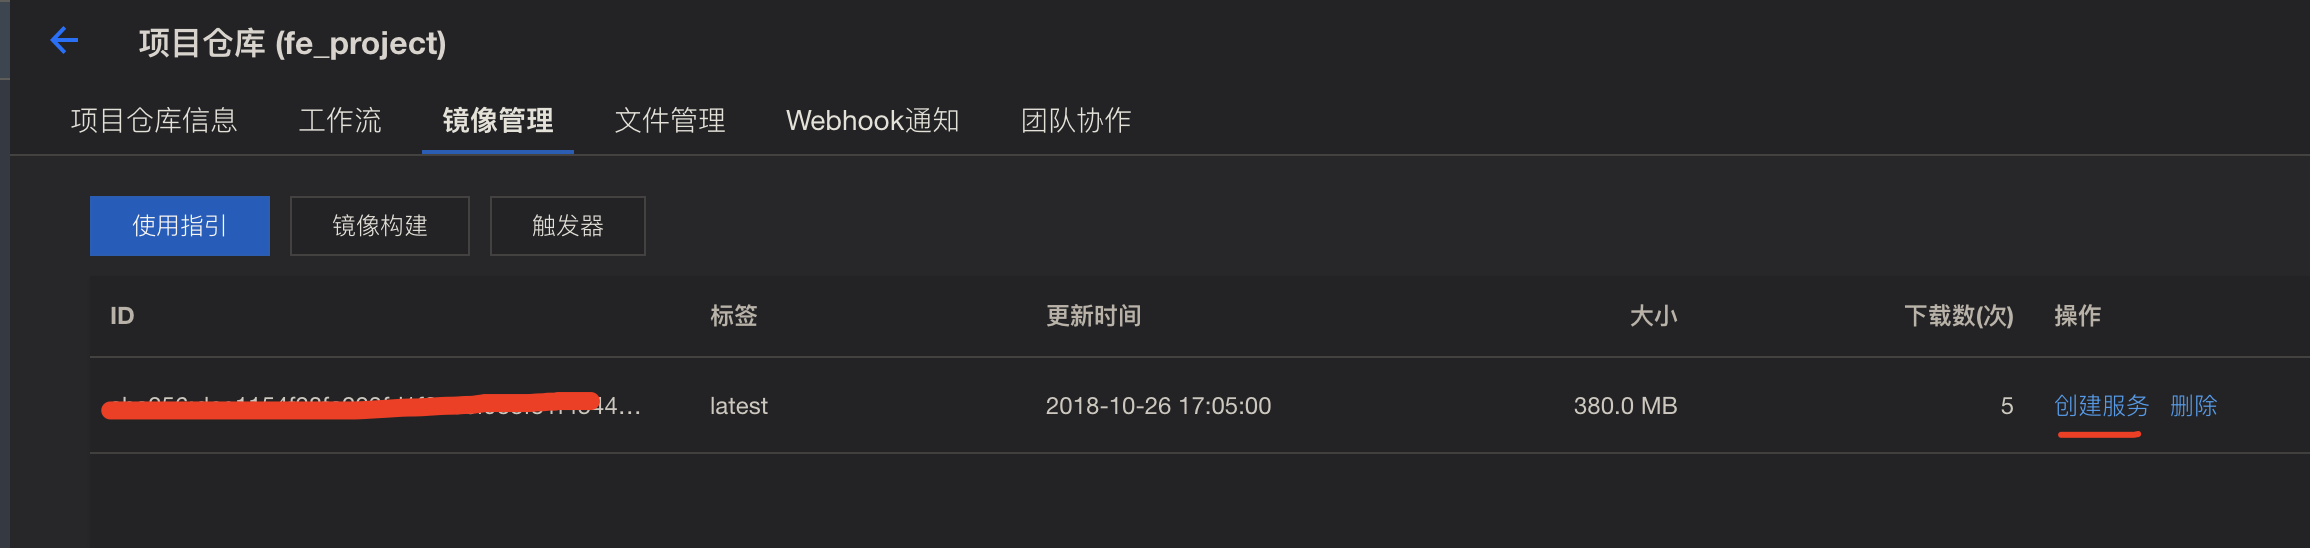 项目仓库 (fe_project)
项目仓库信息 工作流 镜像管理 文件管理 Webhook通知 团队协作
使用指引 镜像构建 触发器
ID 标签 更新时间 大小 下载数(次) 操作
latest 2018-10-26 17:05:00 380.0 MB 5 创建服务 删除